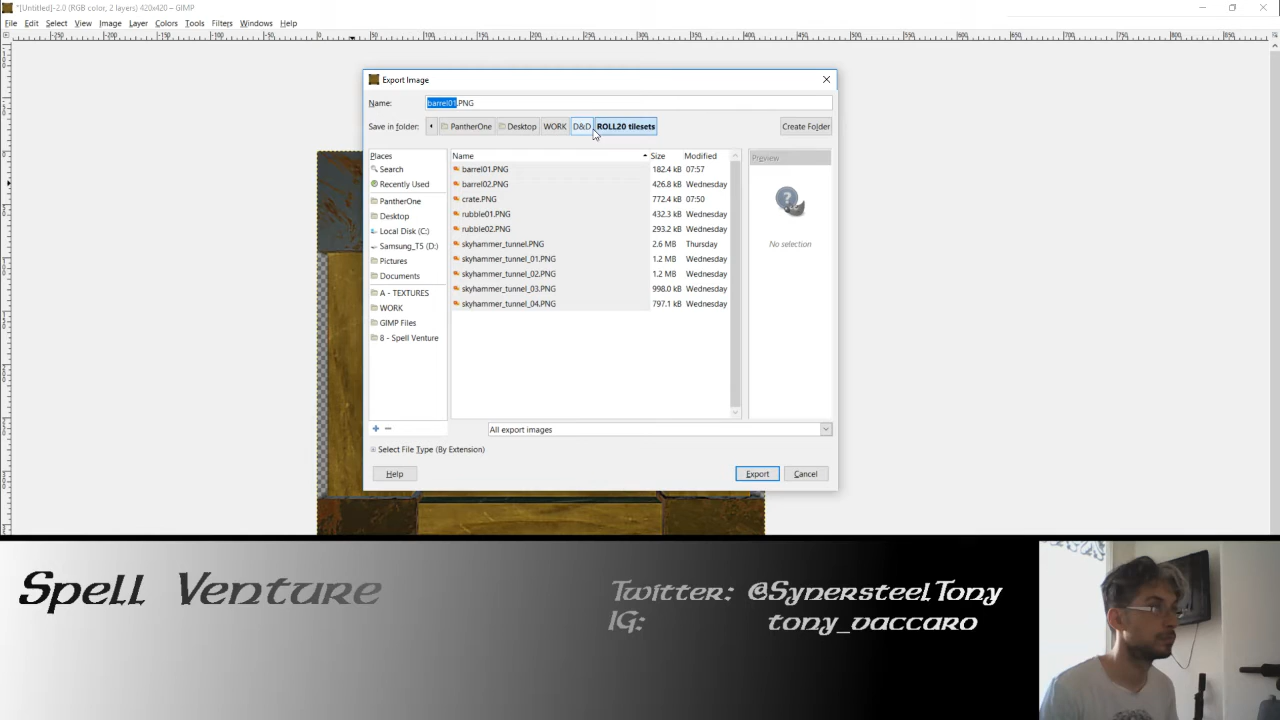 *[Untitled]-2.0 (RGB color, 2 layers) 420x420 – GIMP
File Edit Select View Image Layer Colors Tools Filters Windows Help
Export Image
Name: barrel01.PNG
Save in folder: PantherOne Desktop WORK D&D ROLL20 tilesets Create Folder
Places Name Size Modified Preview
Search barrel01.PNG 182.4 kB 07:57
Recently Used barrel02.PNG 426.8 kB Wednesday
PantherOne crate.PNG 772.4 kB 07:50
Desktop rubble01.PNG 432.3 kB Wednesday
Local Disk (C:) rubble02.PNG 293.2 kB Wednesday
Samsung_T5 (D:) skyhammer_tunnel.PNG 2.6 MB Thursday No selection
Pictures skyhammer_tunnel_01.PNG 1.2 MB Wednesday
Documents skyhammer_tunnel_02.PNG 1.2 MB Wednesday
A - TEXTURES skyhammer_tunnel_03.PNG 998.0 kB Wednesday
WORK skyhammer_tunnel_04.PNG 797.1 kB Wednesday
GIMP Files
8 - Spell Venture
All export images
Select File Type (By Extension)
Help Export Cancel
Spell Venture
Twitter: @SynersteelTony
IG: tony_vaccaro